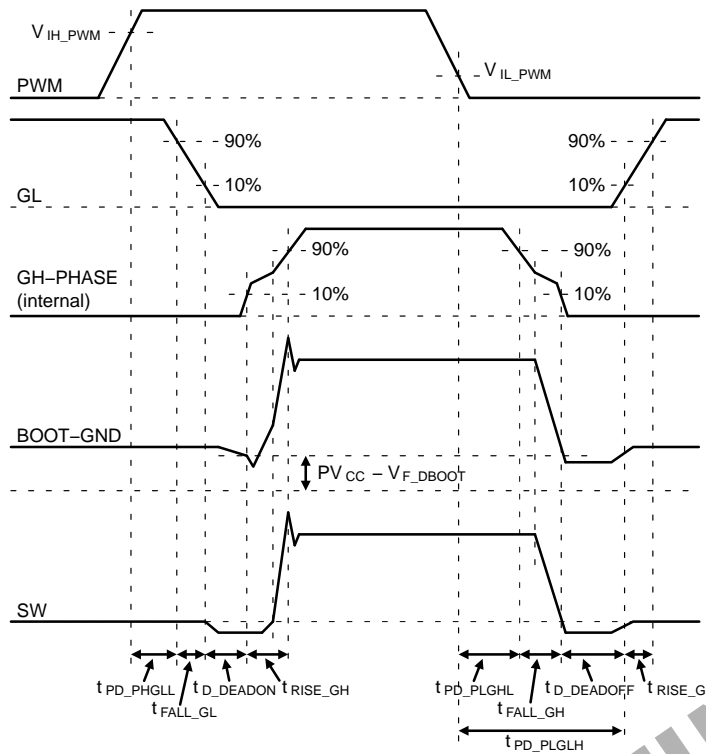 V IH_PWM
V IL_PWM
PWM
90%
90%
10%
10%
GL
90%
90%
GH–PHASE
(internal)
10%
10%
BOOT–GND
PV CC – V F_DBOOT
SW
t PD_PHGLL
t D_DEADON
t RISE_GH
t PD_PLGHL
t D_DEADOFF
t RISE_G
t FALL_GL
t FALL_GH
t PD_PLGLH